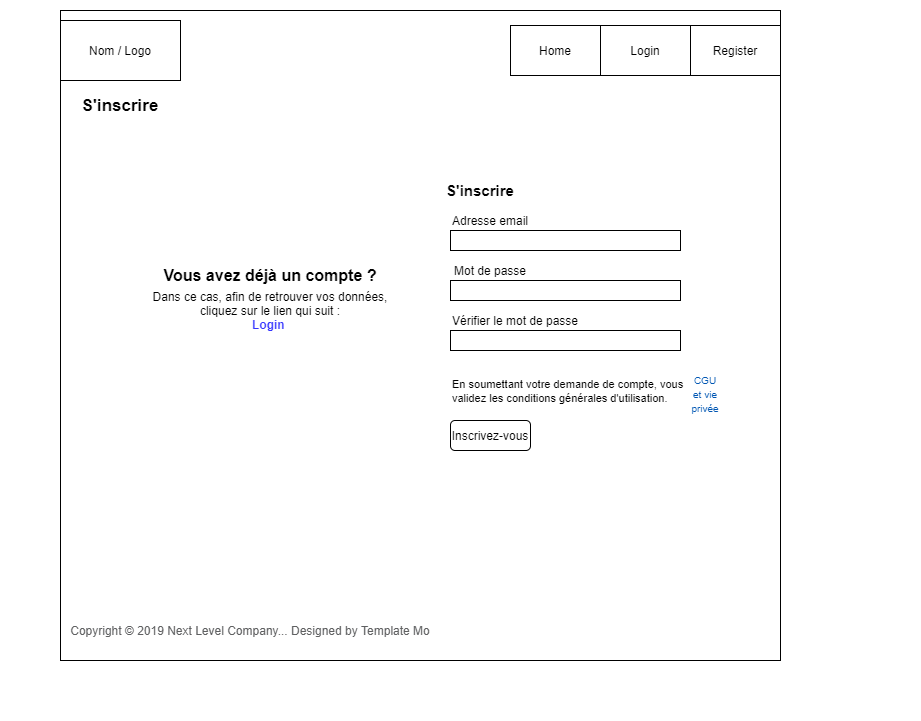 Nom / Logo
Home
Login
Register
S'inscrire
S'inscrire
Adresse email
Mot de passe
Vérifier le mot de passe
Vous avez déjà un compte ?
Dans ce cas, afin de retrouver vos données,
cliquez sur le lien qui suit :
Login
En soumettant votre demande de compte, vous
validez les conditions générales d'utilisation.
CGU
et vie
privée
Inscrivez-vous
Copyright © 2019 Next Level Company... Designed by Template Mo